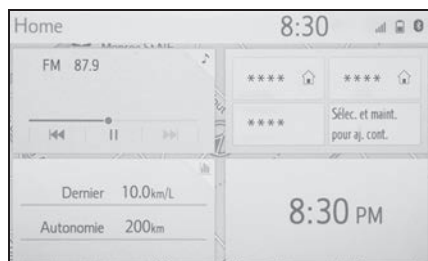 Home 8:30
FM 87.9
**** ****
****
Sélec. et maint.
pour aj. cont.
Dernier 10.0km/L
Autonomie 200km
8:30 PM